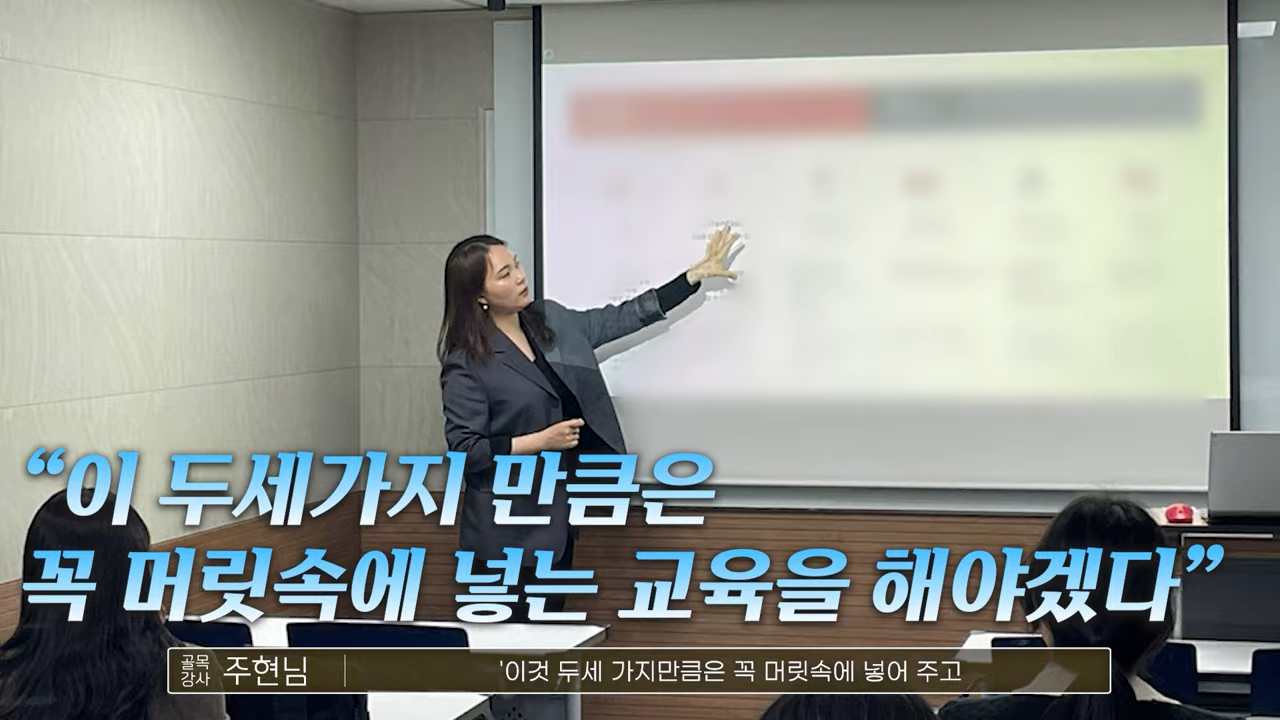 “이 두세가지 만큼은
꼭 머릿속에 넣는 교육을 해야겠다”
골목
강사
주현님
'이것 두세 가지만큼은 꼭 머릿속에 넣어 주고